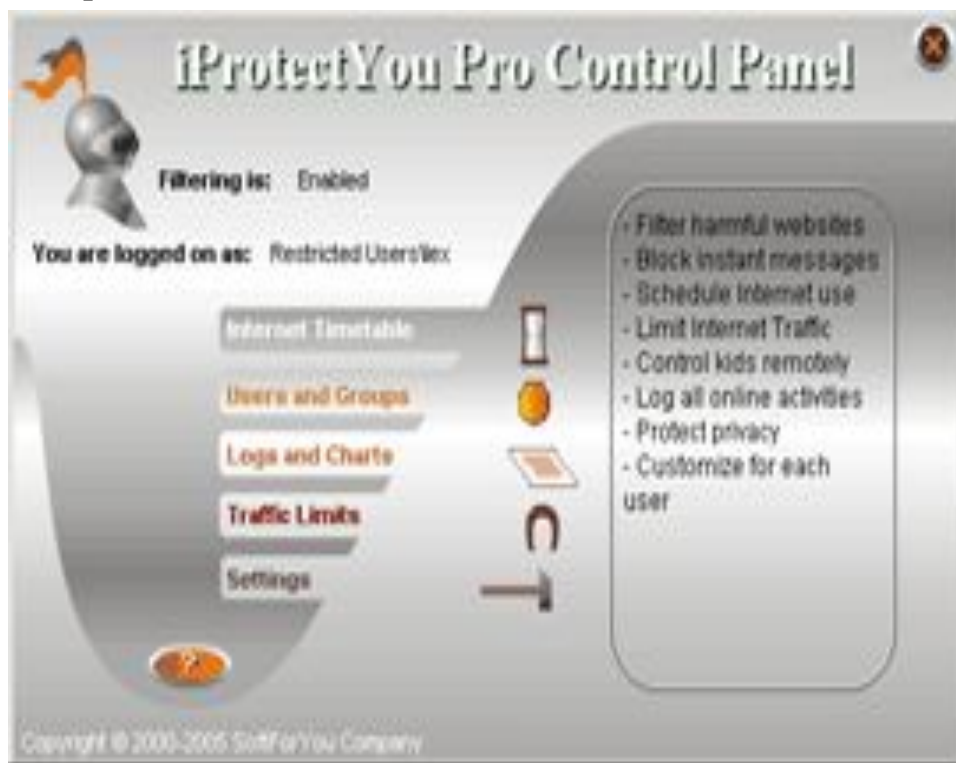 iProtectYou Pro Control Panel
Filtering is: Enabled
You are logged on as: Restricted Users\lex
Internet Timetable
Users and Groups
Logs and Charts
Traffic Limits
Settings
?
- Filter harmful websites
- Block instant messages
- Schedule Internet use
- Limit Internet Traffic
- Control kids remotely
- Log all online activities
- Protect privacy
- Customize for each
user
Copyright © 2000-2005 SoftForYou Company